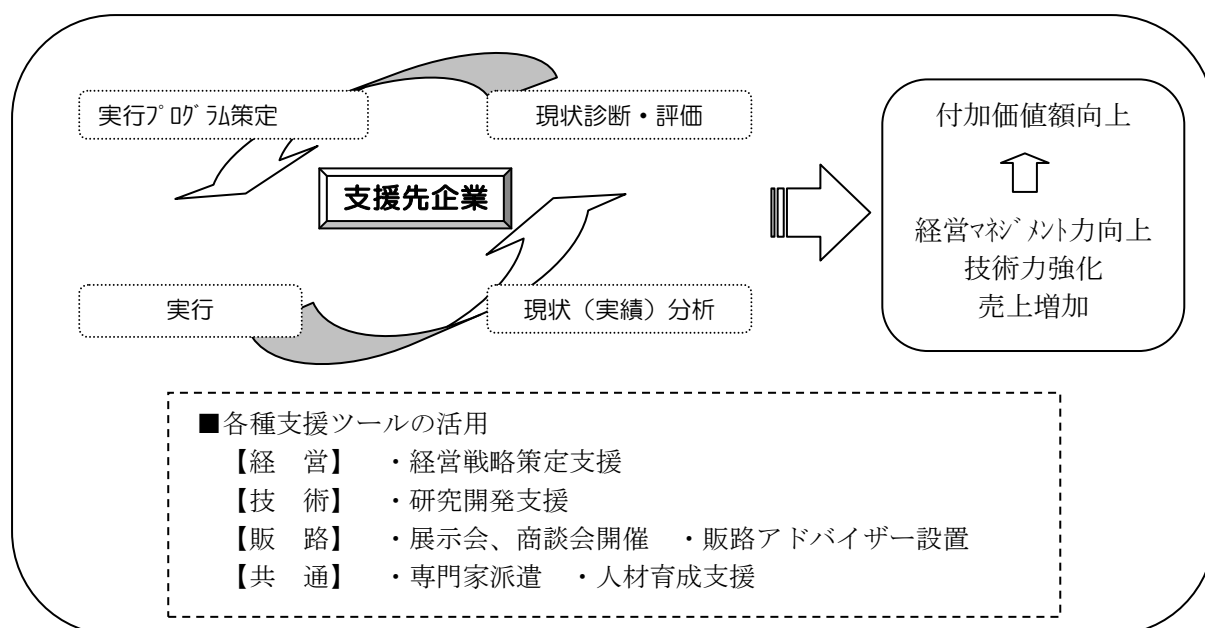 実行ﾌﾟﾛｸﾞﾗﾑ策定
現状診断・評価
支援先企業
実行
現状（実績）分析
付加価値額向上
経営ﾏﾈｼﾞﾒﾝﾄ力向上
技術力強化
売上増加
■各種支援ツールの活用
【経　営】　・経営戦略策定支援
【技　術】　・研究開発支援
【販　路】　・展示会、商談会開催　・販路アドバイザー設置
【共　通】　・専門家派遣　・人材育成支援